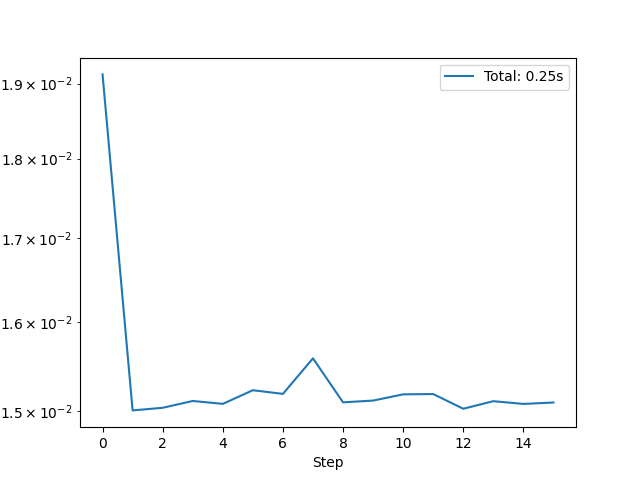 Total: 0.25s
1.9 × 10⁻²
1.8 × 10⁻²
1.7 × 10⁻²
1.6 × 10⁻²
1.5 × 10⁻²
0 2 4 6 8 10 12 14
Step